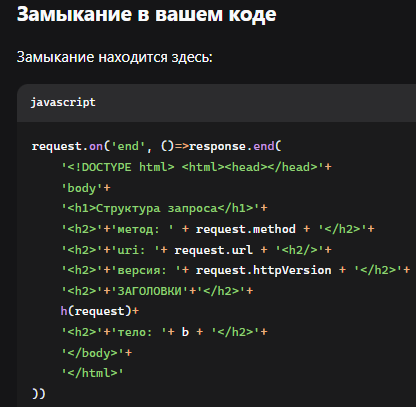 Замыкание в вашем коде
Замыкание находится здесь:
javascript
request.on('end', ()=>response.end(
'<!DOCTYPE html> <html><head></head>'+
'body'+
'<h1>Структура запроса</h1>'+
'<h2>'+'метод: ' + request.method + '</h2>'+
'<h2>'+'uri: '+ request.url + '<h2/>'+
'<h2>'+'версия: '+ request.httpVersion + '</h2>'+
'<h2>'+'ЗАГОЛОВКИ'+'</h2>'+
h(request)+
'<h2>'+'тело: '+ b + '</h2>'+
'</body>'+
'</html>'
))